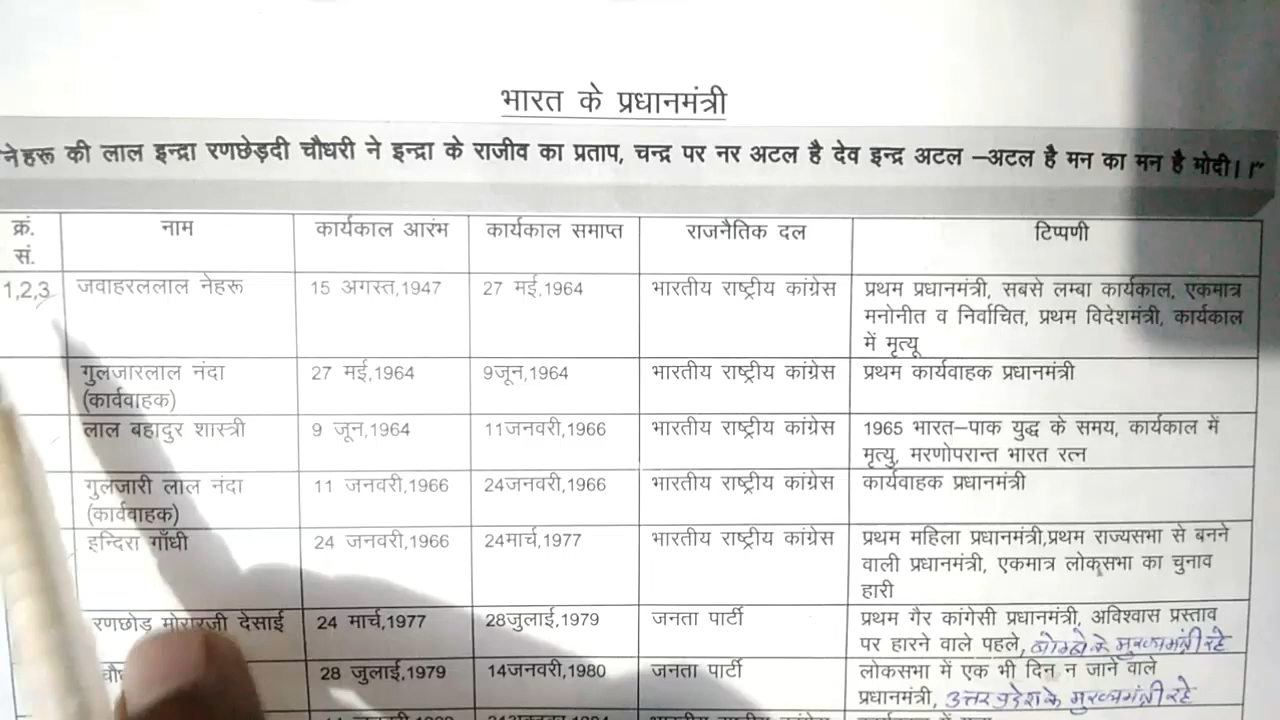 भारत के प्रधानमंत्री
"नेहरू की लाल इन्द्रा रणछेड़दी चौधरी ने इन्द्रा के राजीव का प्रताप, चन्द्र पर नर अटल है देव इन्द्र अटल –अटल है मन का मन है मोदी।।"
क्रं. सं. नाम कार्यकाल आरंभ कार्यकाल समाप्त राजनैतिक दल टिप्पणी
1,2,3 जवाहरललाल नेहरू 15 अगस्त,1947 27 मई,1964 भारतीय राष्ट्रीय कांग्रेस प्रथम प्रधानमंत्री, सबसे लम्बा कार्यकाल, एकमात्र
मनोनीत व निर्वाचित, प्रथम विदेशमंत्री, कार्यकाल
में मृत्यू
गुलजारलाल नंदा 27 मई,1964 9जून,1964 भारतीय राष्ट्रीय कांग्रेस प्रथम कार्यवाहक प्रधानमंत्री
(कार्ववाहक)
लाल बहादुर शास्त्री 9 जून,1964 11जनवरी,1966 भारतीय राष्ट्रीय कांग्रेस 1965 भारत–पाक युद्ध के समय, कार्यकाल में
मृत्यु, मरणोपरान्त भारत रत्न
गुलजारी लाल नंदा 11 जनवरी,1966 24जनवरी,1966 भारतीय राष्ट्रीय कांग्रेस कार्यवाहक प्रधानमंत्री
(कार्ववाहक)
इन्दिरा गाँधी 24 जनवरी,1966 24मार्च,1977 भारतीय राष्ट्रीय कांग्रेस प्रथम महिला प्रधानमंत्री,प्रथम राज्यसभा से बनने
वाली प्रधानमंत्री, एकमात्र लोकसभा का चुनाव
हारी
रणछोड़ मोरारजी देसाई 24 मार्च,1977 28जुलाई,1979 जनता पार्टी प्रथम गैर कांगेसी प्रधानमंत्री, अविश्वास प्रस्ताव
पर हारने वाले पहले, बोम्बे के मुख्यमंत्री रहे
28 जुलाई,1979 14जनवरी,1980 जनता पार्टी लोकसभा में एक भी दिन न जाने वाले
प्रधानमंत्री, उत्तर प्रदेश के मुख्यमंत्री रहे